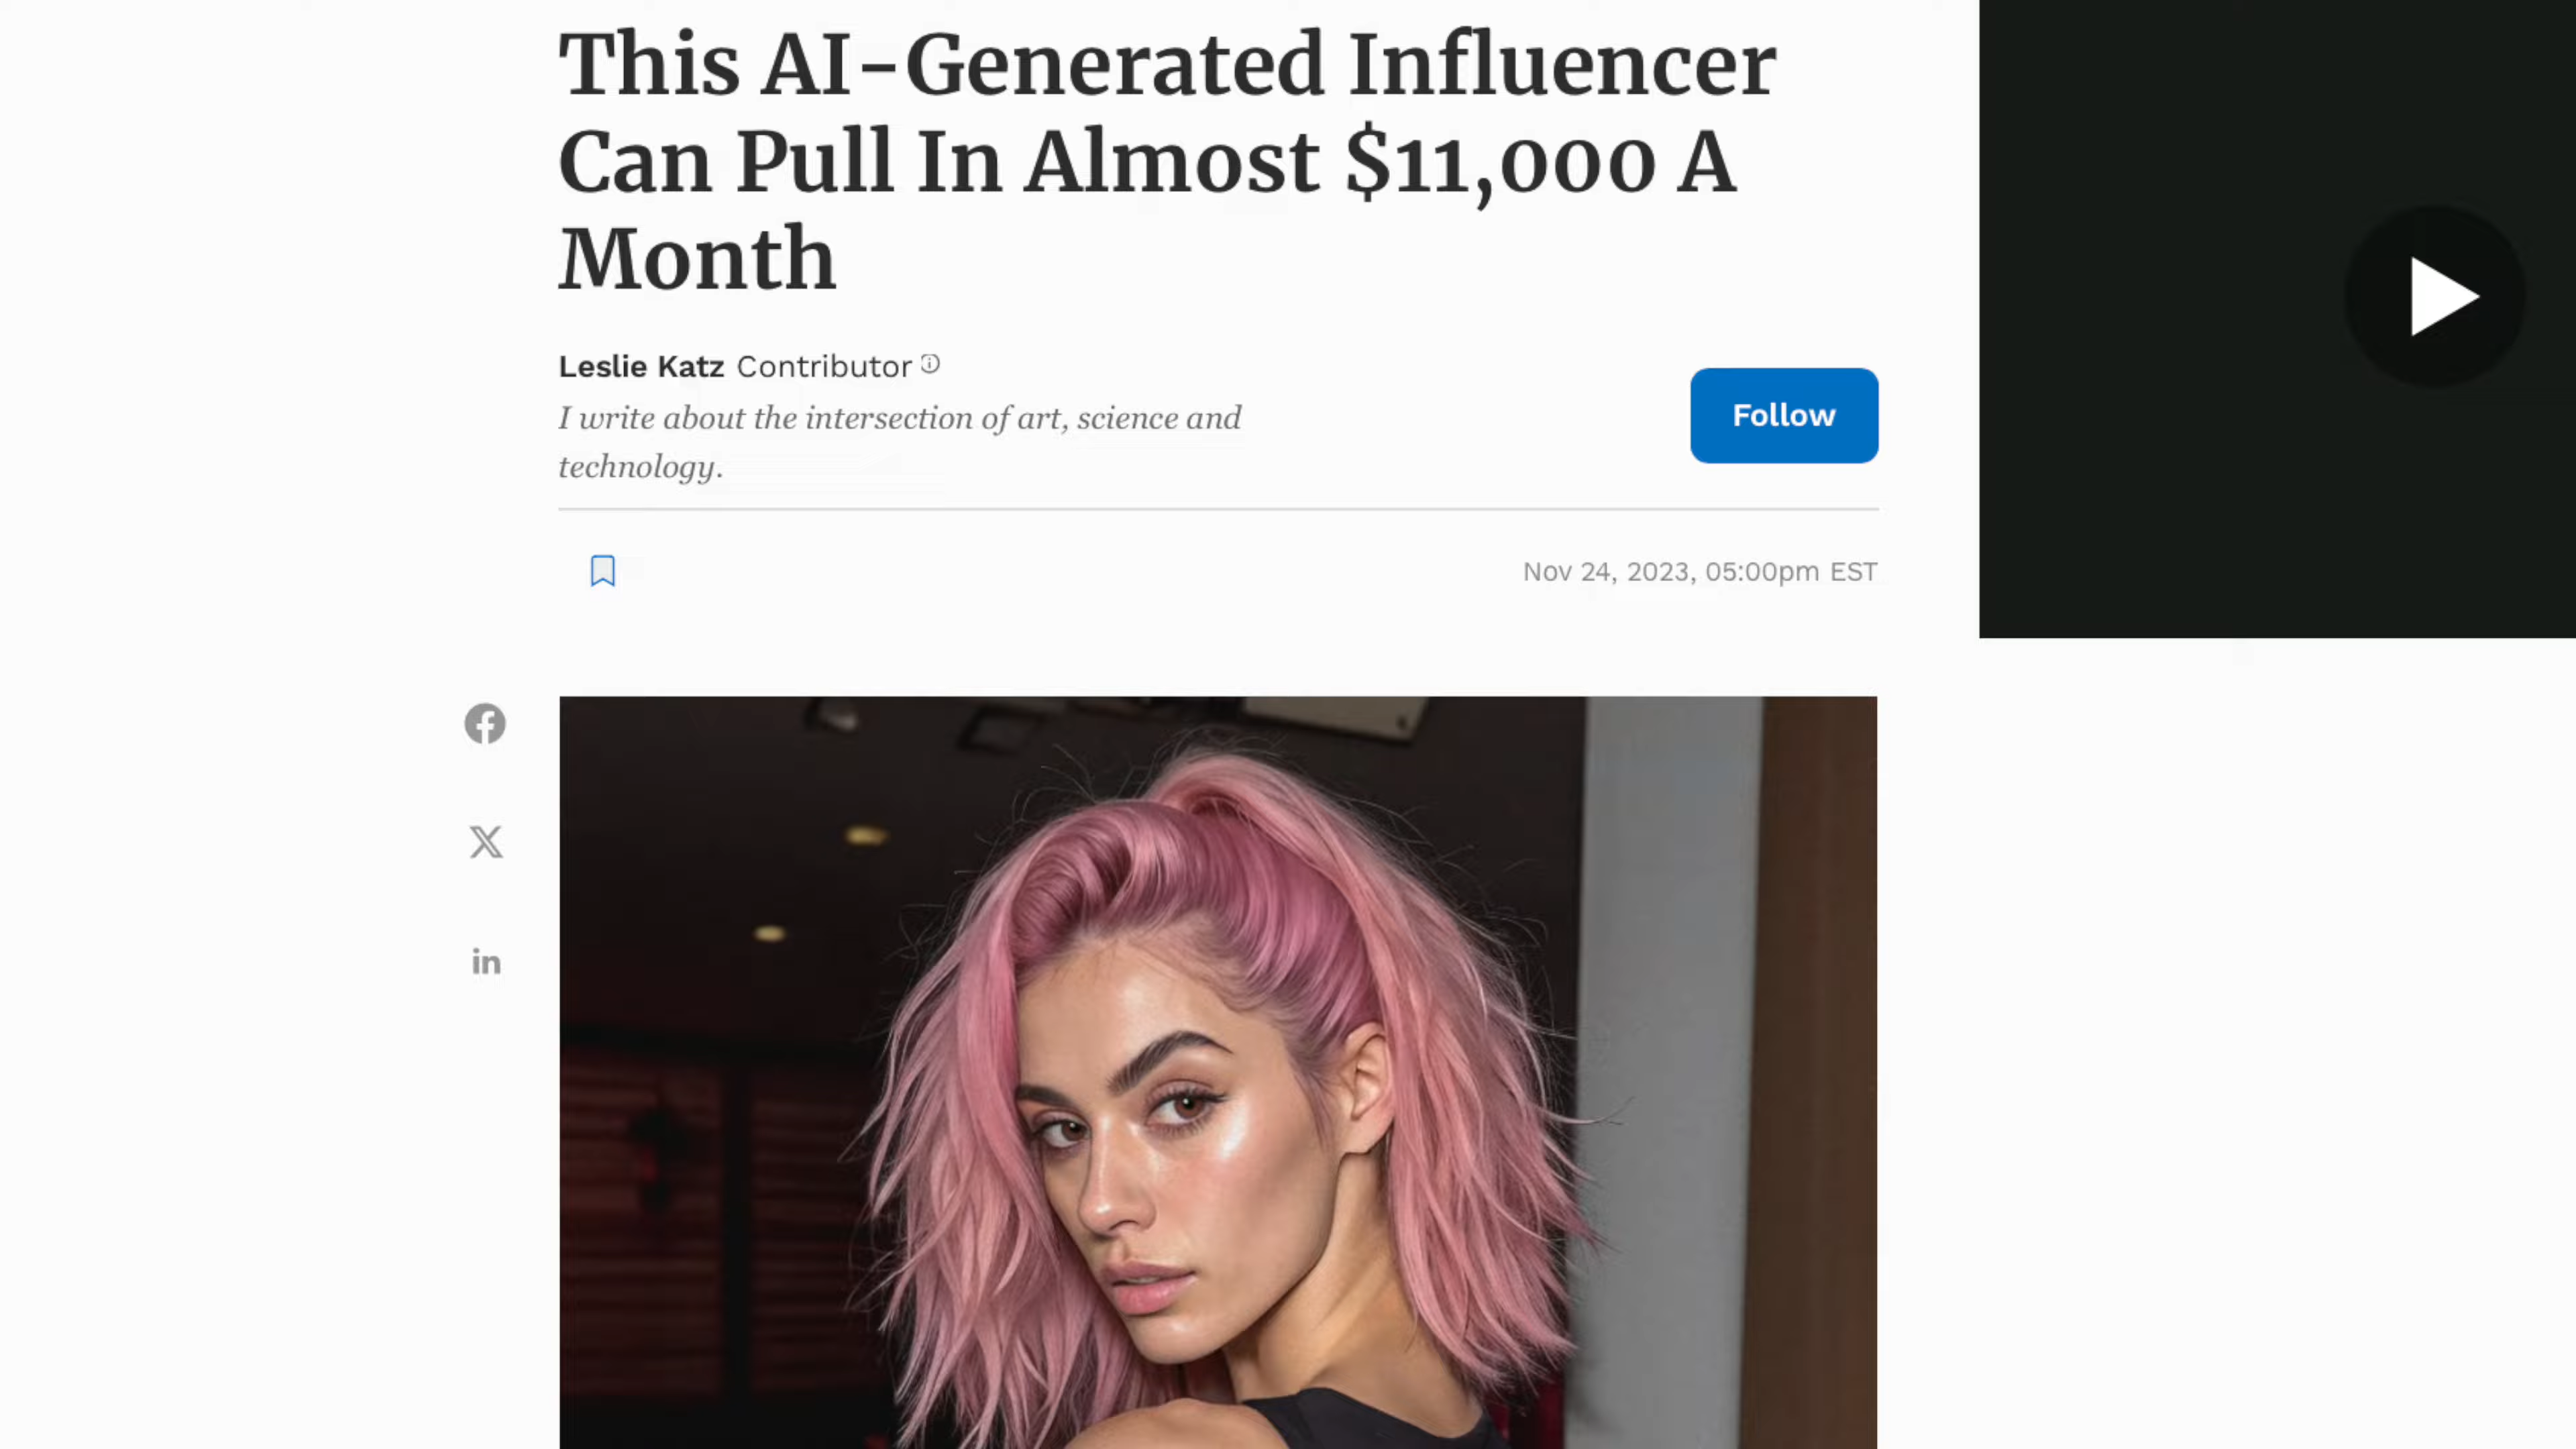 This AI-Generated Influencer
Can Pull In Almost $11,000 A
Month
Leslie Katz Contributor
I write about the intersection of art, science and
technology.
Follow
Nov 24, 2023, 05:00pm EST